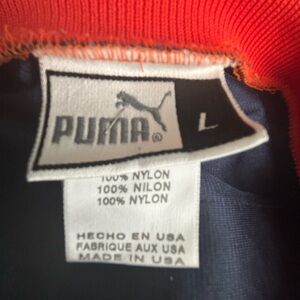 PUMA® L
100% NYLON
100% NILON
100% NYLON
HECHO EN USA
FABRIQUE AUX USA
MADE IN USA